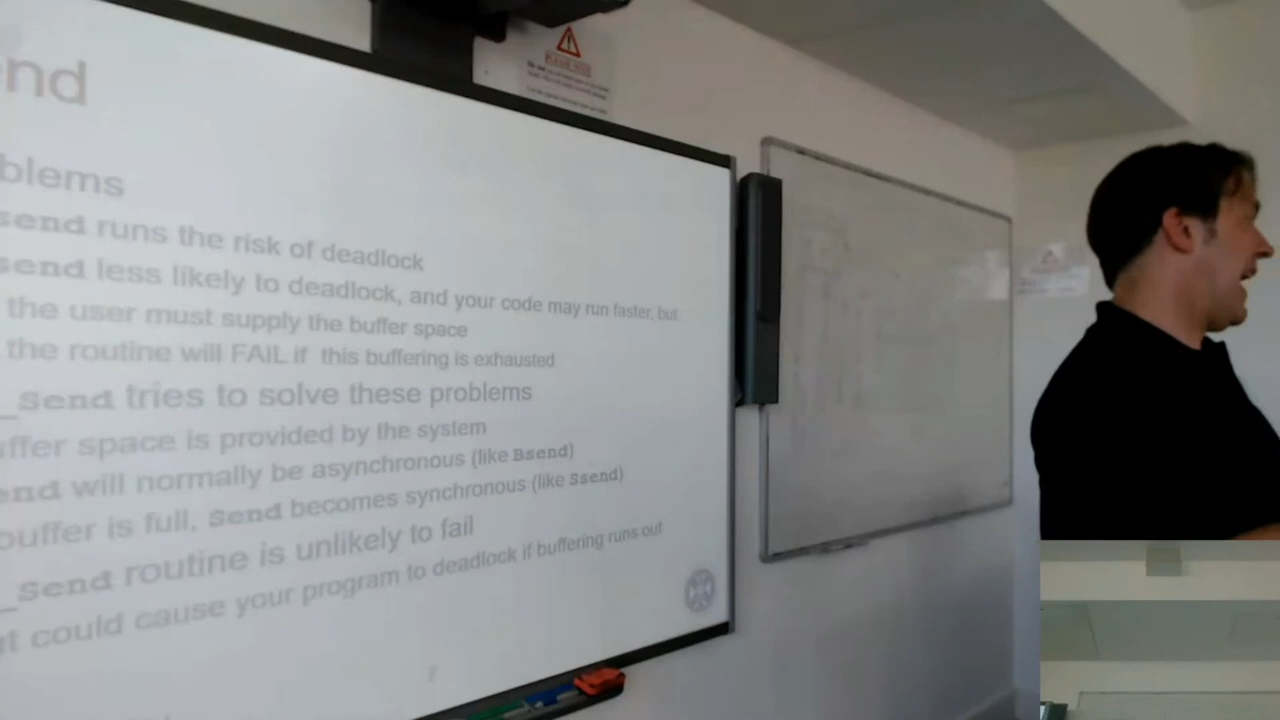 end
blems
send runs the risk of deadlock
send less likely to deadlock, and your code may run faster, but
the user must supply the buffer space
the routine will FAIL if this buffering is exhausted
_Send tries to solve these problems
uffer space is provided by the system
end will normally be asynchronous (like Bsend)
buffer is full, Send becomes synchronous (like Ssend)
_Send routine is unlikely to fail
t could cause your program to deadlock if buffering runs out
PLEASE NOTE